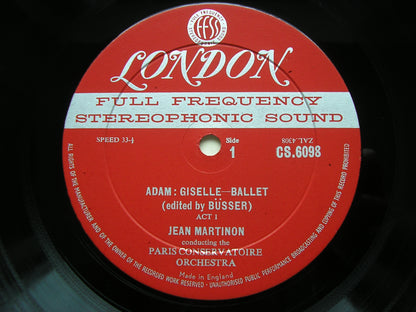 FFSS
LONDON
FULL FREQUENCY
STEREOPHONIC SOUND
SPEED 33⅓
Side
1
ZAL.4308
CS.6098
ADAM : GISELLE—BALLET
(edited by BÜSSER)
ACT 1
JEAN MARTINON
conducting the
PARIS CONSERVATOIRE
ORCHESTRA
Made in England
ALL RIGHTS OF THE MANUFACTURER AND OF THE OWNER OF THE RECORDED WORK RESERVED · UNAUTHORISED PUBLIC PERFORMANCE, BROADCASTING AND COPYING OF THIS RECORD PROHIBITED